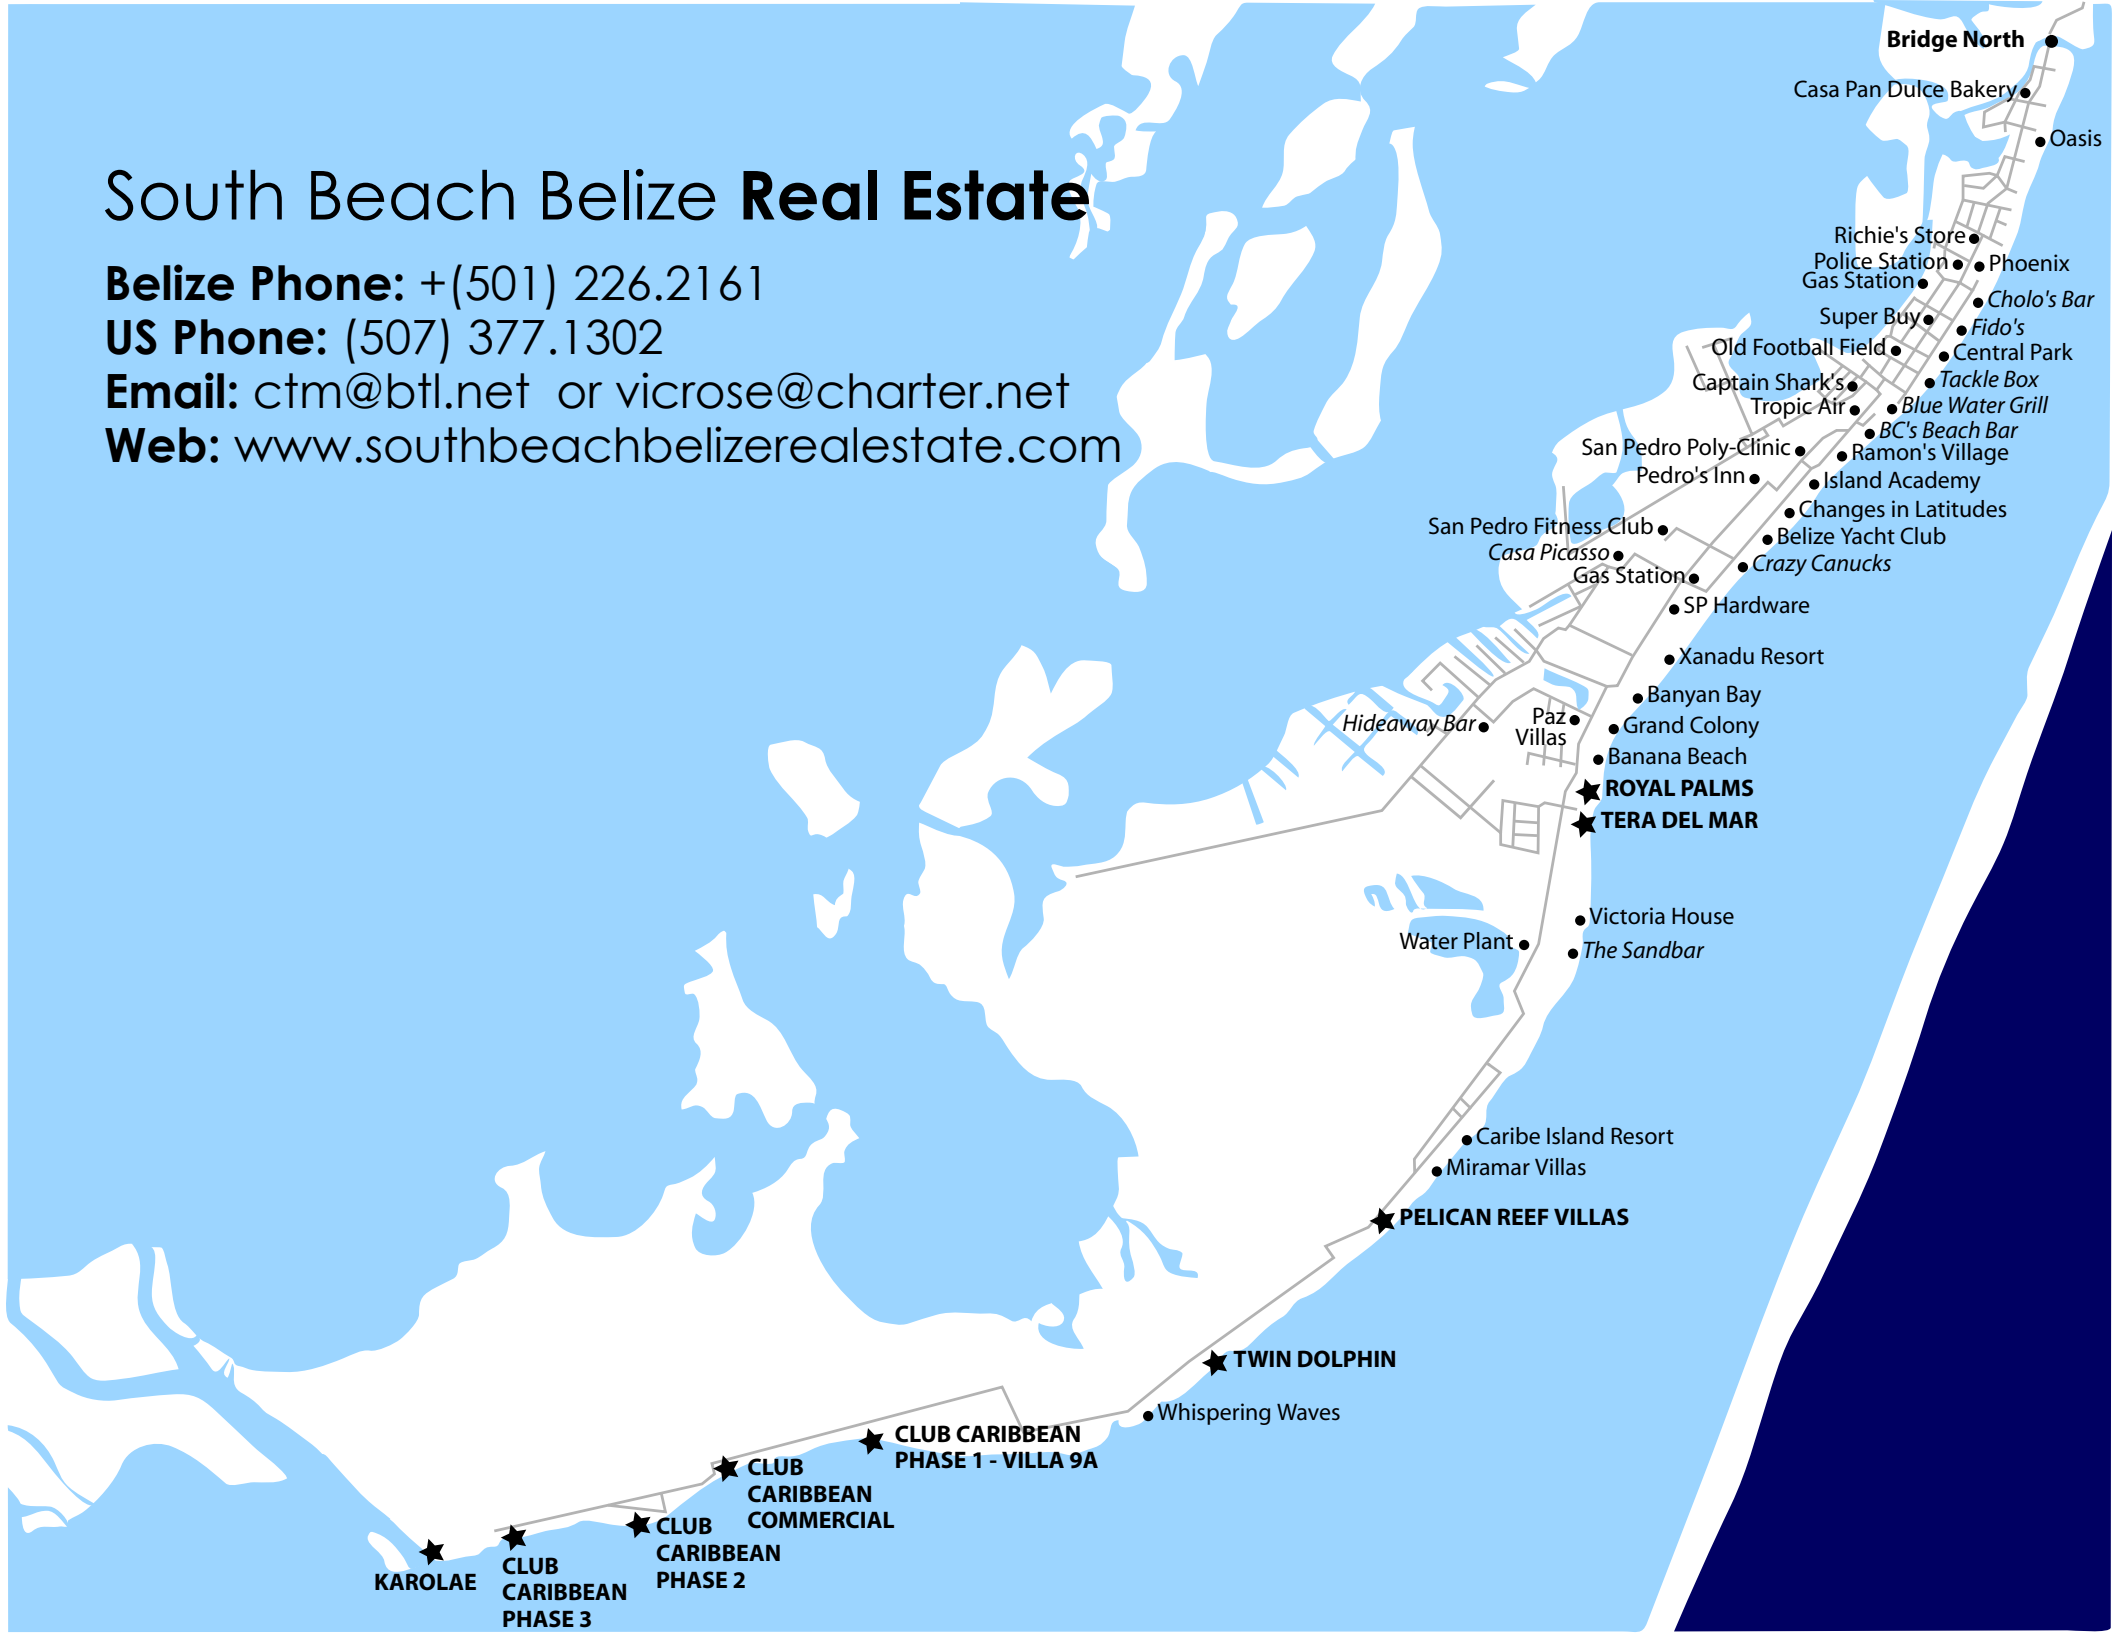 South Beach Belize Real Estate
Belize Phone: +(501) 226.2161
US Phone: (507) 377.1302
Email: ctm@btl.net or vicrose@charter.net
Web: www.southbeachbelizerealestate.com
Bridge North
Casa Pan Dulce Bakery
Oasis
Richie's Store
Police Station
Phoenix
Gas Station
Cholo's Bar
Super Buy
Fido's
Old Football Field
Central Park
Captain Shark's
Tackle Box
Tropic Air
Blue Water Grill
BC's Beach Bar
San Pedro Poly-Clinic
Ramon's Village
Pedro's Inn
Island Academy
Changes in Latitudes
San Pedro Fitness Club
Belize Yacht Club
Casa Picasso
Crazy Canucks
Gas Station
SP Hardware
Xanadu Resort
Banyan Bay
Hideaway Bar
Paz
Villas
Grand Colony
Banana Beach
ROYAL PALMS
TERA DEL MAR
Victoria House
Water Plant
The Sandbar
Caribe Island Resort
Miramar Villas
PELICAN REEF VILLAS
TWIN DOLPHIN
Whispering Waves
CLUB CARIBBEAN
PHASE 1 - VILLA 9A
CLUB
CARIBBEAN
COMMERCIAL
CLUB
CARIBBEAN
PHASE 2
CLUB
CARIBBEAN
PHASE 3
KAROLAE